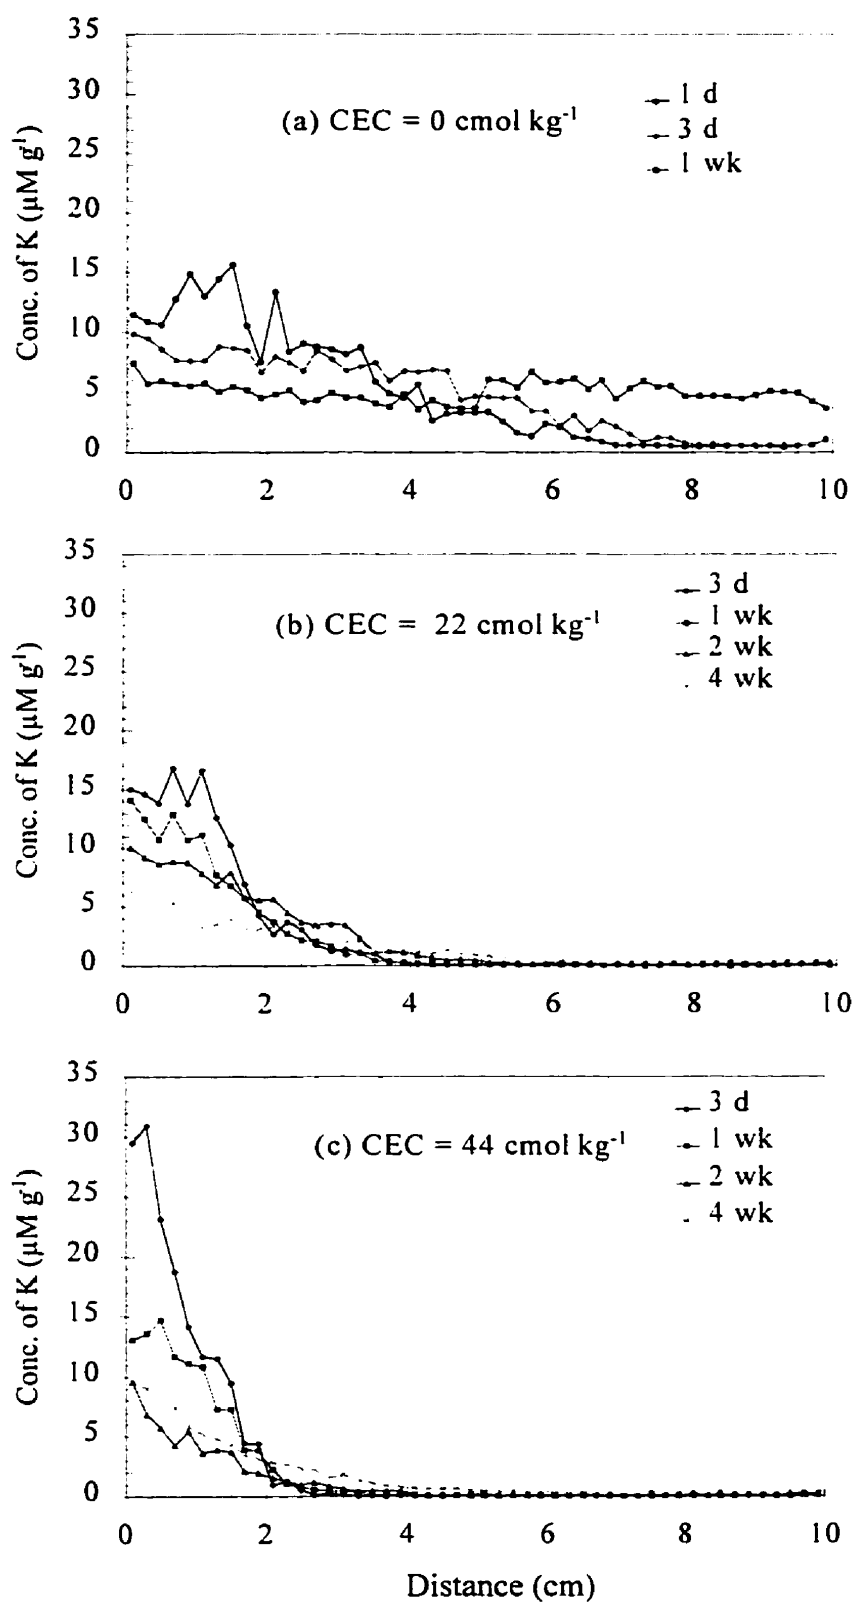 35
30
25
20
15
10
5
0
Conc. of K (µM g⁻¹)
(a) CEC = 0 cmol kg⁻¹
1 d
3 d
1 wk
0 2 4 6 8 10
35
30
25
20
15
10
5
0
Conc. of K (µM g⁻¹)
(b) CEC = 22 cmol kg⁻¹
3 d
1 wk
2 wk
4 wk
0 2 4 6 8 10
35
30
25
20
15
10
5
0
Conc. of K (µM g⁻¹)
(c) CEC = 44 cmol kg⁻¹
3 d
1 wk
2 wk
4 wk
0 2 4 6 8 10
Distance (cm)